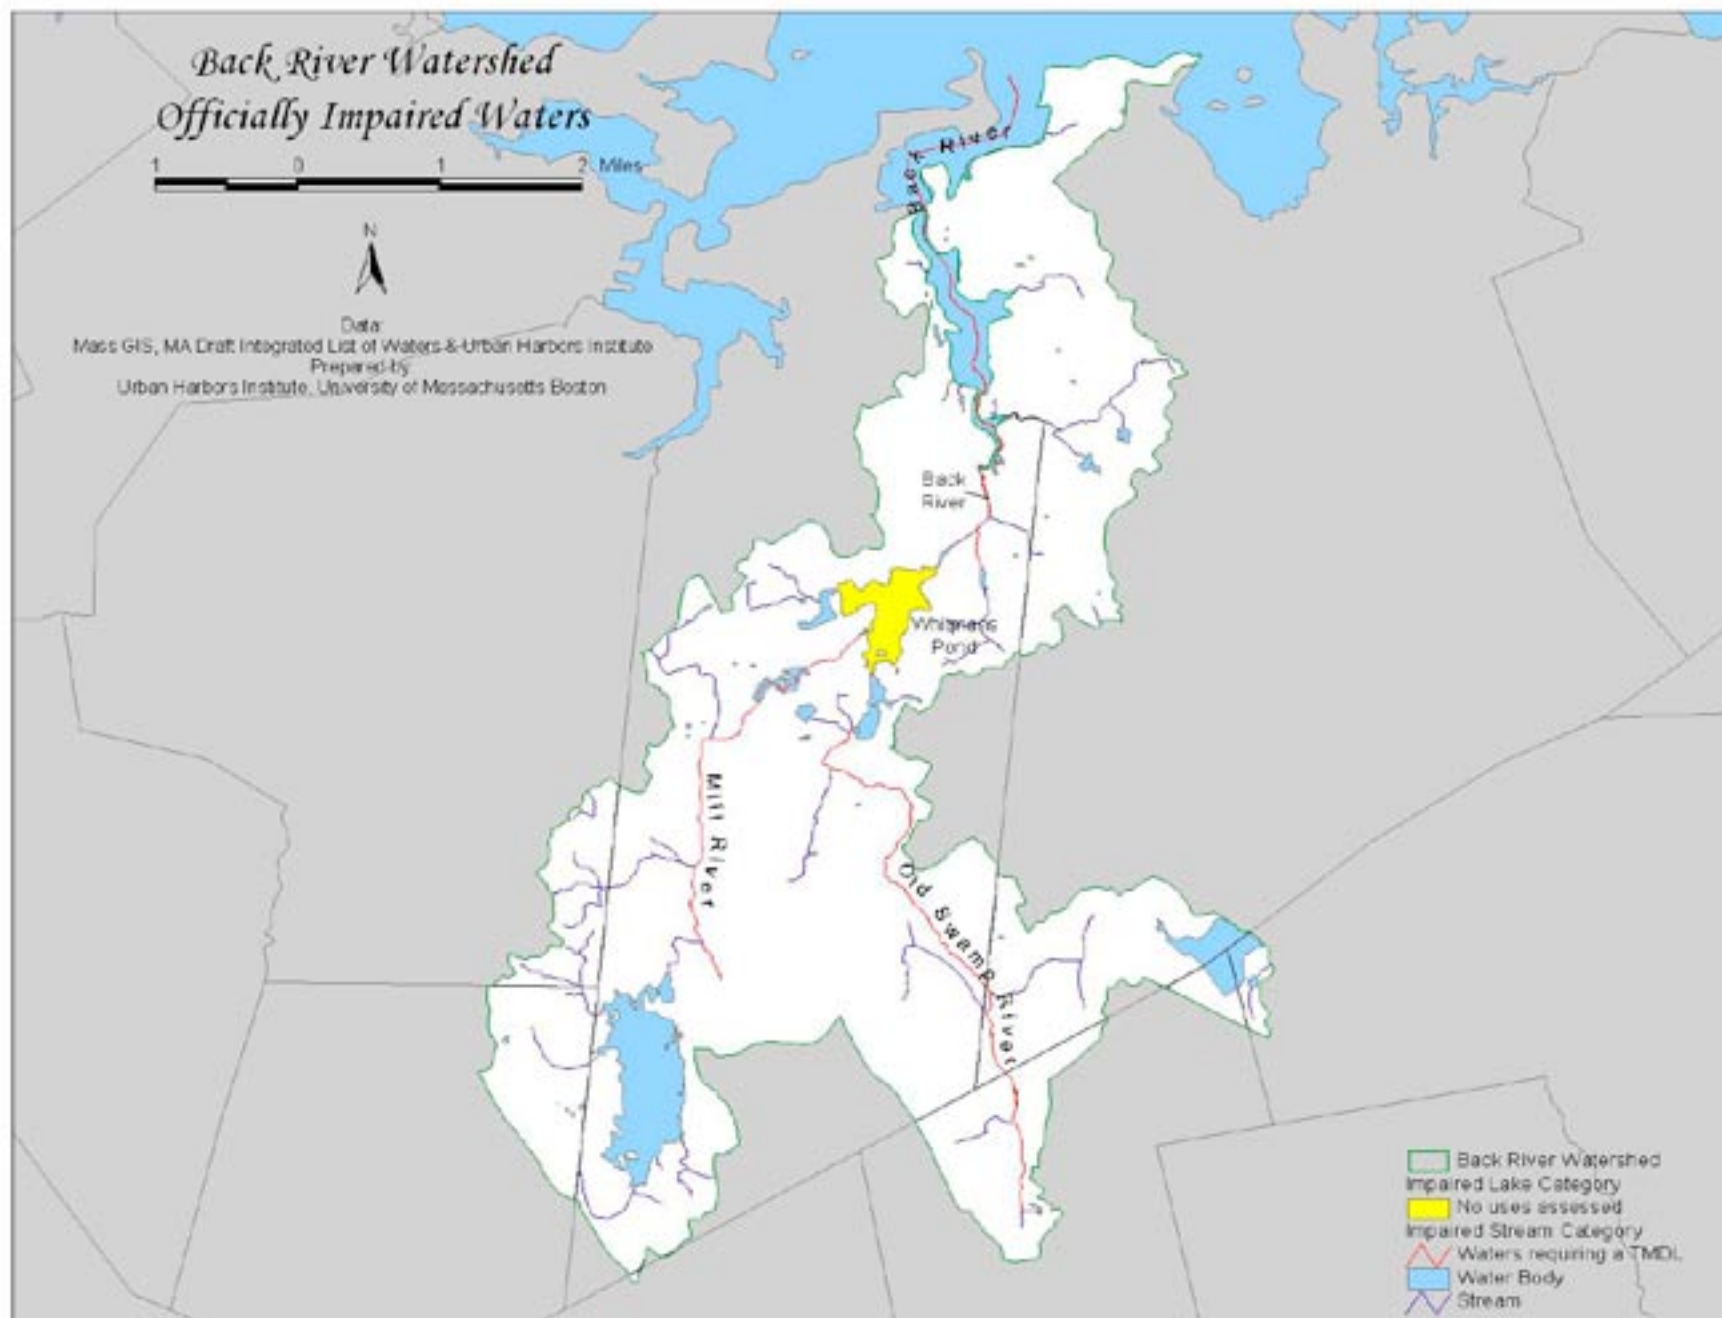 Back River Watershed
Officially Impaired Waters
1 0 1 2 Miles
N
Data:
Mass GIS, MA Draft Integrated List of Waters & Urban Harbors Institute
Prepared by
Urban Harbors Institute, University of Massachusetts Boston
Back River
Back
River
Whitmans
Pond
Mill River
Old Swamp River
Back River Watershed
Impaired Lake Category
No uses assessed
Impaired Stream Category
Waters requiring a TMDL
Water Body
Stream